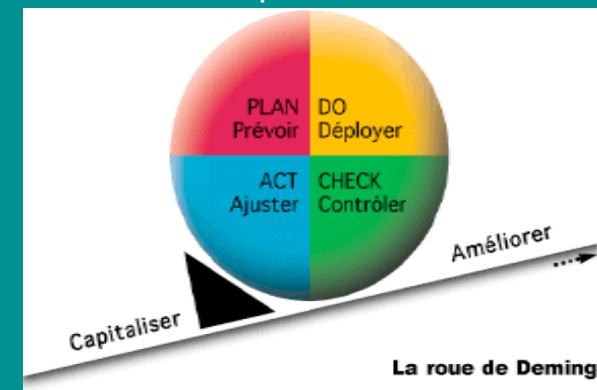 PLAN
Prévoir
DO
Déployer
ACT
Ajuster
CHECK
Contrôler
Améliorer
Capitaliser
La roue de Deming